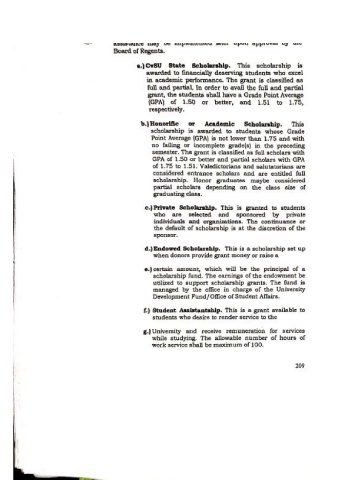 assistance may be implemented after upon approval by the
Board of Regents.
a.) CvSU State Scholarship. This scholarship is
awarded to financially deserving students who excel
in academic performance. The grant is classified as
full and partial. In order to avail the full and partial
grant, the students shall have a Grade Point Average
(GPA) of 1.50 or better, and 1.51 to 1.75,
respectively.
b.) Honorific or Academic Scholarship. This
scholarship is awarded to students whose Grade
Point Average (GPA) is not lower than 1.75 and with
no failing or incomplete grade(s) in the preceding
semester. The grant is classified as full scholars with
GPA of 1.50 or better and partial scholars with GPA
of 1.75 to 1.51. Valedictorians and salutatorians are
considered entrance scholars and are entitled full
scholarship. Honor graduates maybe considered
partial scholars depending on the class size of
graduating class.
c.) Private Scholarship. This is granted to students
who are selected and sponsored by private
individuals and organizations. The continuance or
the default of scholarship is at the discretion of the
sponsor.
d.) Endowed Scholarship. This is a scholarship set up
when donors provide grant money or raise a
e.) certain amount, which will be the principal of a
scholarship fund. The earnings of the endowment be
utilized to support scholarship grants. The fund is
managed by the office in charge of the University
Development Fund/Office of Student Affairs.
f.) Student Assistantship. This is a grant available to
students who desire to render service to the
g.) University and receive remuneration for services
while studying. The allowable number of hours of
work service shall be maximum of 100.
209